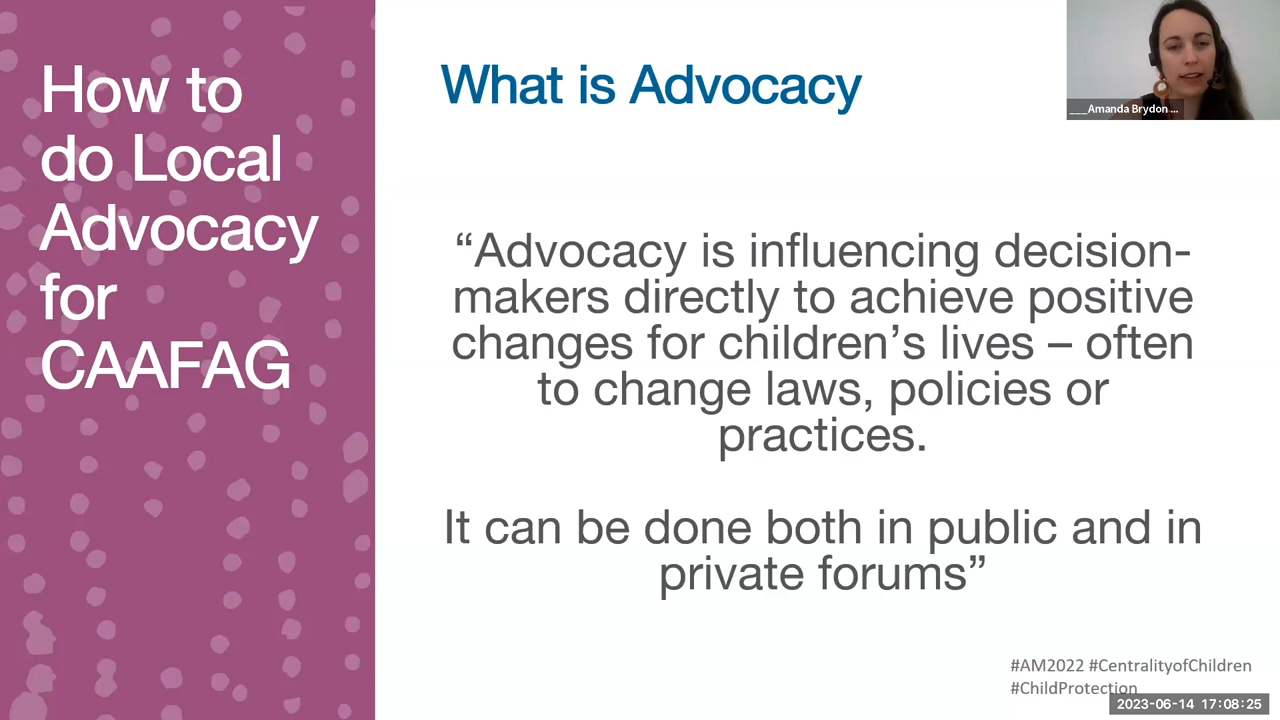 How to
do Local
Advocacy
for
CAAFAG
What is Advocacy
___Amanda Brydon ...
“Advocacy is influencing decision-
makers directly to achieve positive
changes for children’s lives – often
to change laws, policies or
practices.
It can be done both in public and in
private forums”
#AM2022 #CentralityofChildren
#ChildProtection
2023-06-14 17:08:25